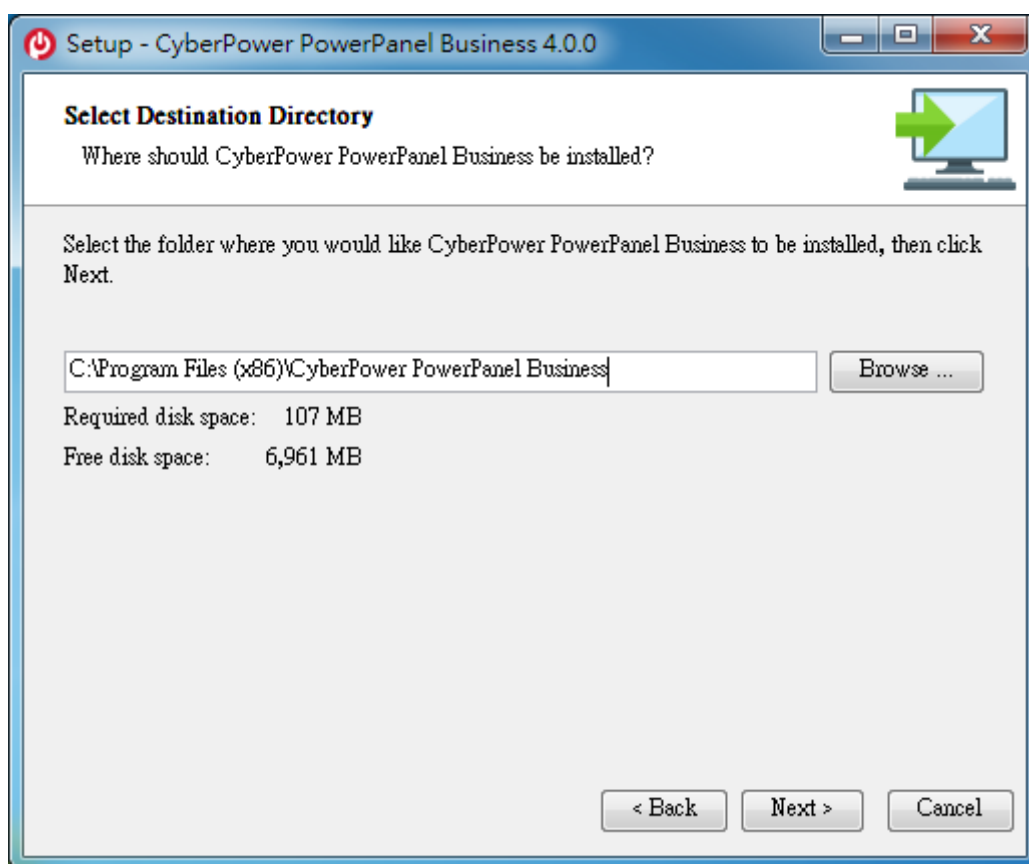 Setup - CyberPower PowerPanel Business 4.0.0
Select Destination Directory
Where should CyberPower PowerPanel Business be installed?
Select the folder where you would like CyberPower PowerPanel Business to be installed, then click
Next.
C:\Program Files (x86)\CyberPower PowerPanel Business
Browse ...
Required disk space: 107 MB
Free disk space: 6,961 MB
< Back Next > Cancel